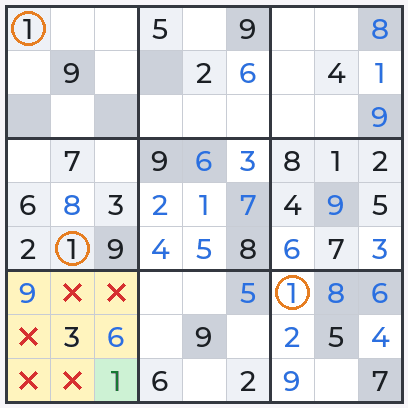 1 5 9 8
9 2 6 4 1
9
7 9 6 3 8 1 2
6 8 3 2 1 7 4 9 5
2 1 9 4 5 8 6 7 3
9 × × 5 1 8 6
× 3 6 9 2 5 4
× × 1 6 2 9 7